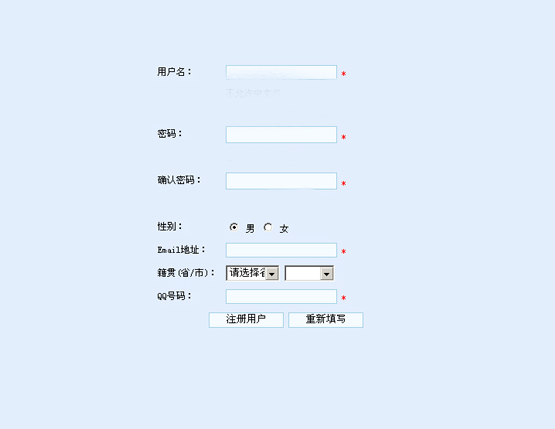 用户名： *
密码： *
确认密码： *
性别： 男 女
Email地址： *
籍贯(省/市)： 请选择省
QQ号码： *
注册用户 重新填写